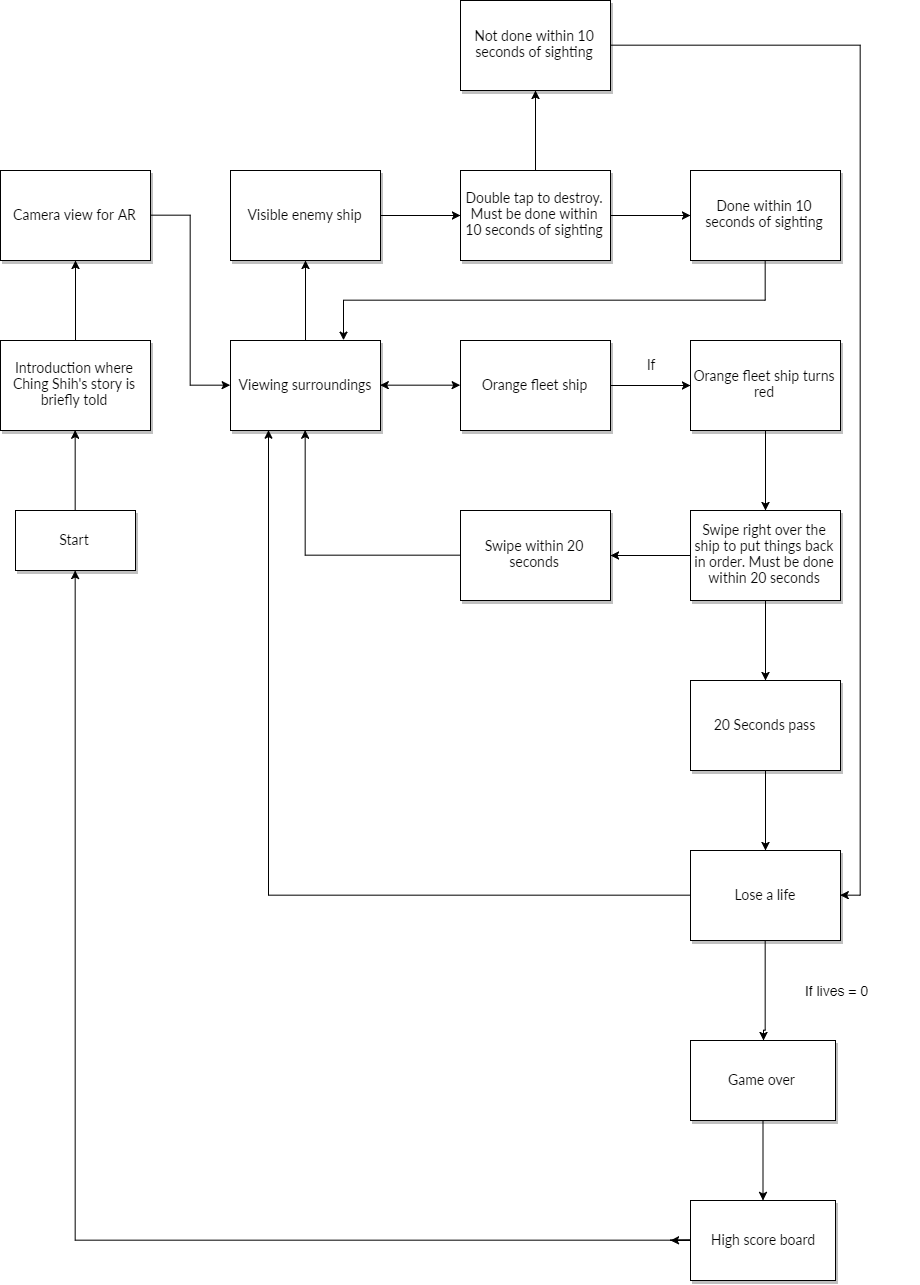 Not done within 10
seconds of sighting
Camera view for AR
Visible enemy ship
Double tap to destroy.
Must be done within
10 seconds of sighting
Done within 10
seconds of sighting
Introduction where
Ching Shih's story is
briefly told
Viewing surroundings
Orange fleet ship
If
Orange fleet ship turns
red
Start
Swipe within 20
seconds
Swipe right over the
ship to put things back
in order. Must be done
within 20 seconds
20 Seconds pass
Lose a life
If lives = 0
Game over
High score board